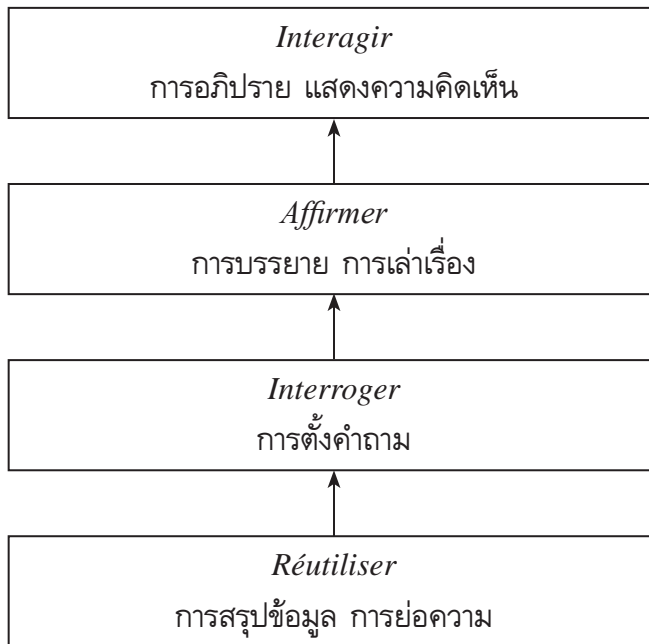 Interagir
การอภิปราย แสดงความคิดเห็น
Affirmer
การบรรยาย การเล่าเรื่อง
Interroger
การตั้งคำถาม
Réutiliser
การสรุปข้อมูล การย่อความ